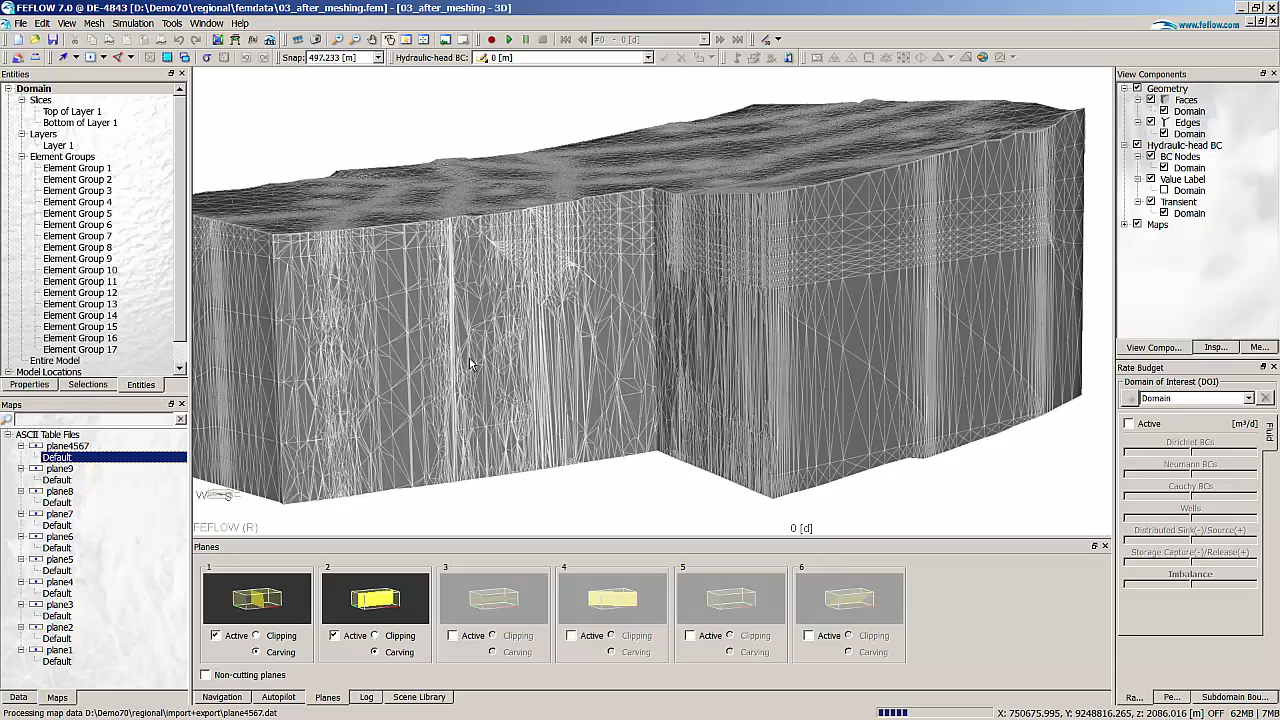 FEFLOW 7.0 @ DE-4843 [D:\Demo70\regional\femdata\03_after_meshing.fem] - [03_after_meshing - 3D]
File Edit View Mesh Simulation Tools Window Help
www.feflow.com
#0 - 0 [d]
Snap: 497.233 [m] Hydraulic-head BC: 0 [m]
Entities
Domain
Slices
Top of Layer 1
Bottom of Layer 1
Layers
Layer 1
Element Groups
Element Group 1
Element Group 2
Element Group 3
Element Group 4
Element Group 5
Element Group 6
Element Group 7
Element Group 8
Element Group 9
Element Group 10
Element Group 11
Element Group 12
Element Group 13
Element Group 14
Element Group 15
Element Group 16
Element Group 17
Entire Model
Model Locations
Properties Selections Entities
Maps
ASCII Table Files
plane4567
Default
plane9
Default
plane8
Default
plane7
Default
plane6
Default
plane5
Default
plane4
Default
plane3
Default
plane2
Default
plane1
Default
Data Maps
FEFLOW (R)
0 [d]
Planes
1 2 3 4 5 6
Active Clipping Active Clipping Active Clipping Active Clipping Active Clipping Active Clipping
Carving Carving Carving Carving Carving Carving
Non-cutting planes
Navigation Autopilot Planes Log Scene Library
View Components
Geometry
Faces
Domain
Edges
Domain
Hydraulic-head BC
BC Nodes
Domain
Value Label
Domain
Transient
Domain
Maps
View Compo... Insp... Me...
Rate Budget
Domain of Interest (DOI)
Domain
Active [m³/d]
Fluid
Dirichlet BCs
Neumann BCs
Cauchy BCs
Wells
Distributed Sink(-)/Source(+)
Storage Capture(-)/Release(+)
Imbalance
Ra... Pe... Subdomain Bou...
Processing map data D:\Demo70\regional\import+export\plane4567.dat
X: 750675.995, Y: 9248816.265, z: 2086.016 [m] OFF 62MB 7MB